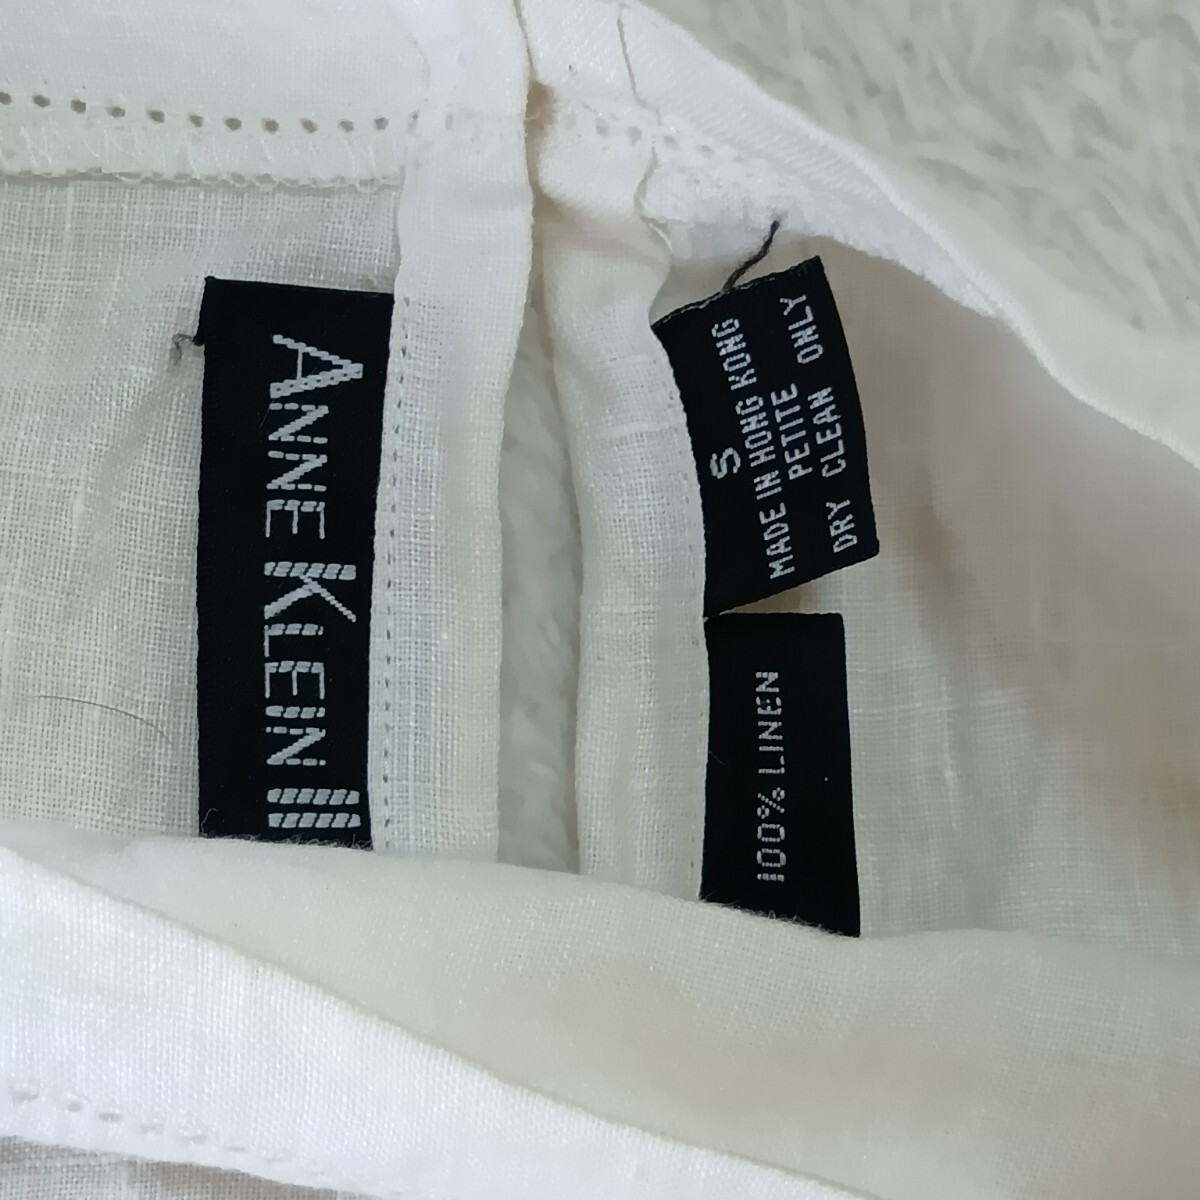 ANNE KLEIN II
S
MADE IN HONG KONG
PETITE
DRY CLEAN ONLY
100% LINEN